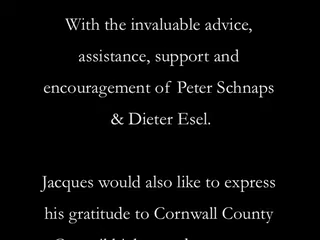 With the invaluable advice,
assistance, support and
encouragement of Peter Schnaps
& Dieter Esel.
Jacques would also like to express
his gratitude to Cornwall County